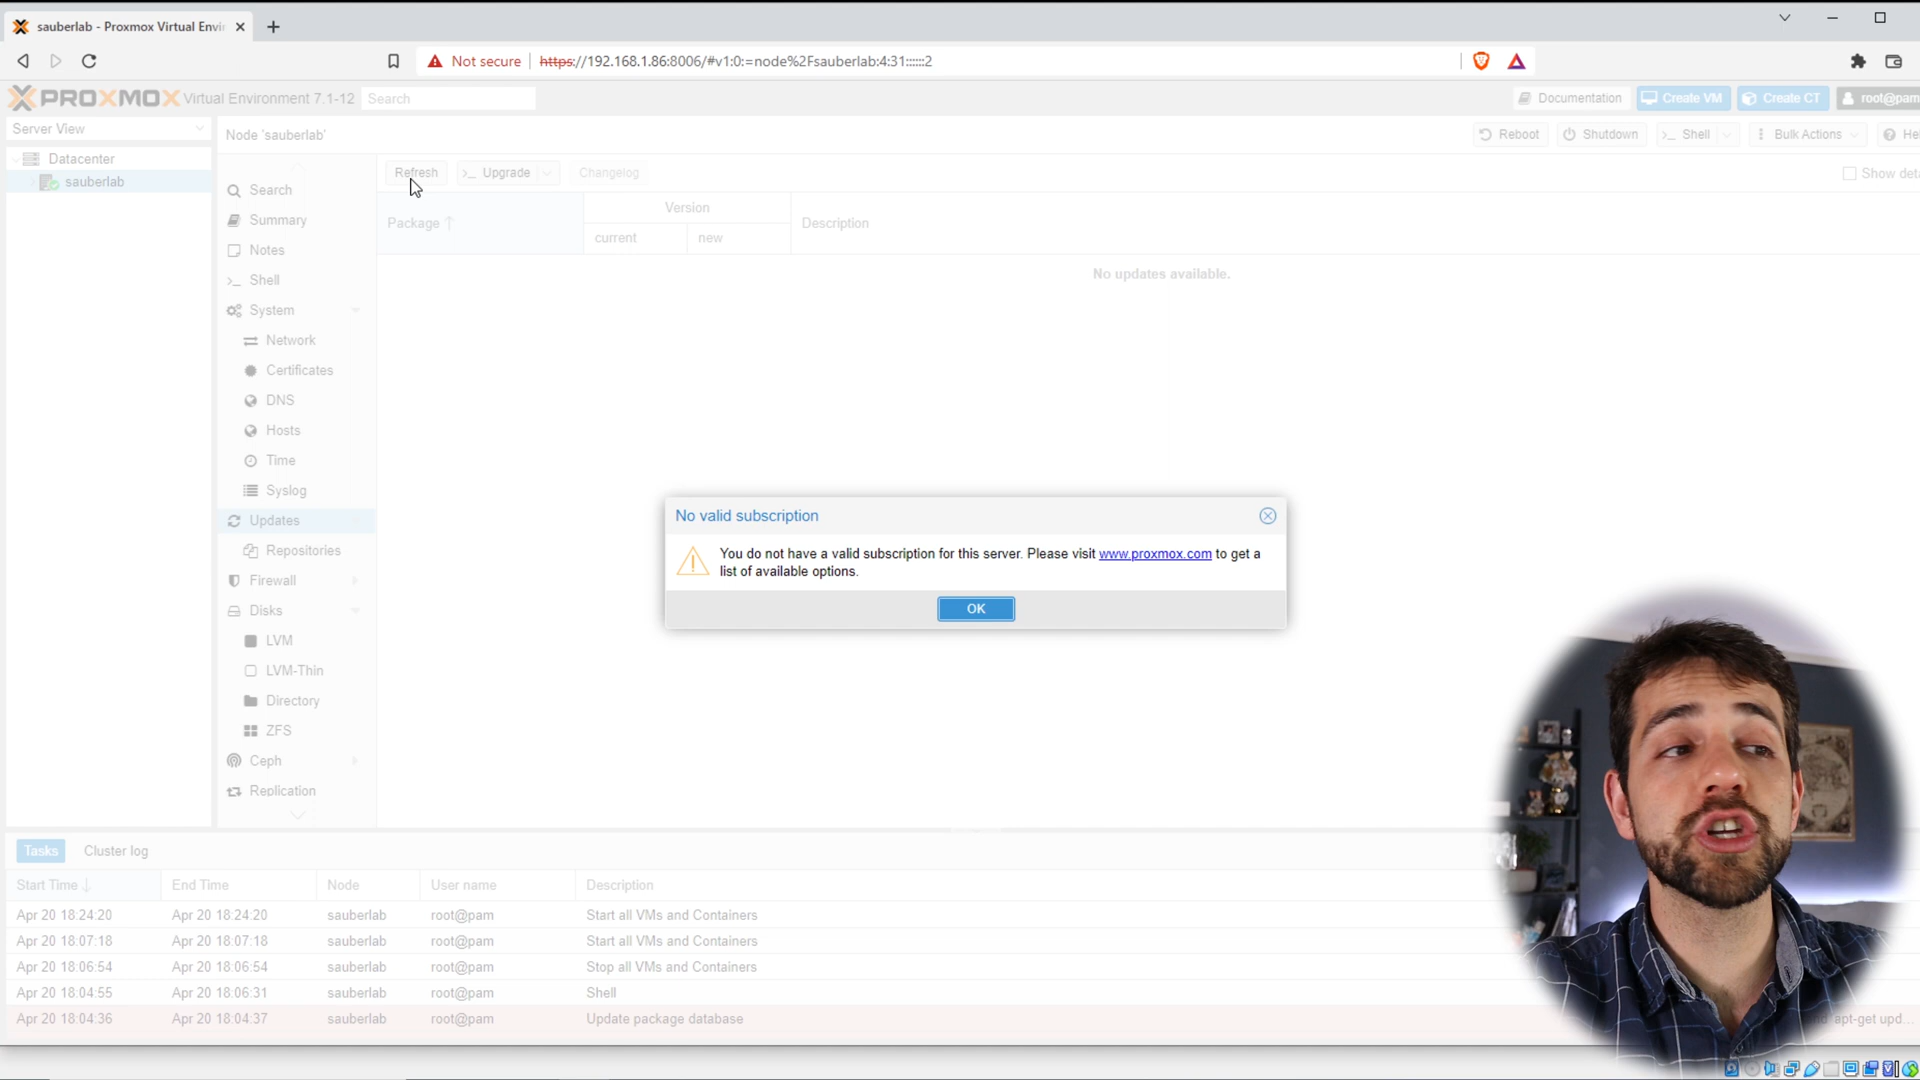 sauberlab - Proxmox Virtual Envi
Not secure https://192.168.1.86:8006/#v1:0:=node%2Fsauberlab:4:31::::::2
PROXMOX Virtual Environment 7.1-12 Search
Documentation Create VM Create CT root@pam
Server View
Node 'sauberlab'
Reboot Shutdown >_ Shell Bulk Actions
Datacenter
sauberlab
Refresh >_ Upgrade Changelog
Search
Summary
Notes
>_ Shell
System
Network
Certificates
DNS
Hosts
Time
Syslog
Updates
Repositories
Firewall
Disks
LVM
LVM-Thin
Directory
ZFS
Ceph
Replication
Package Version Description
current new
No updates available.
No valid subscription
You do not have a valid subscription for this server. Please visit www.proxmox.com to get a
list of available options.
OK
Tasks Cluster log
Start Time End Time Node User name Description
Apr 20 18:24:20 Apr 20 18:24:20 sauberlab root@pam Start all VMs and Containers
Apr 20 18:07:18 Apr 20 18:07:18 sauberlab root@pam Start all VMs and Containers
Apr 20 18:06:54 Apr 20 18:06:54 sauberlab root@pam Stop all VMs and Containers
Apr 20 18:04:55 Apr 20 18:06:31 sauberlab root@pam Shell
Apr 20 18:04:36 Apr 20 18:04:37 sauberlab root@pam Update package database apt-get upd...